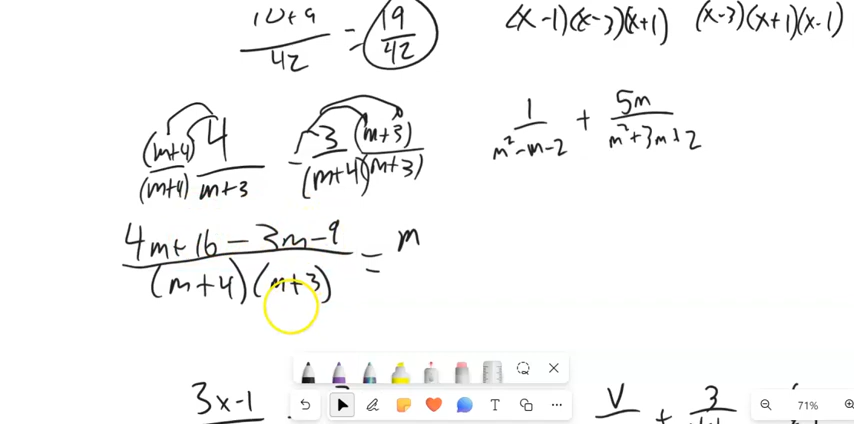 10+9
42
=
19
42
(x-1)(x-3)(x+1) (x-3)(x+1)(x-1)
(m+4) 4
(m+4) m+3
= 3 (m+3)
(m+4)(m+3)
1
m²-m-2
+
5m
m²+3m+2
4m+16-3m-9
(m+4)(m+3)
= m
3x-1
V
+
3
T
71%